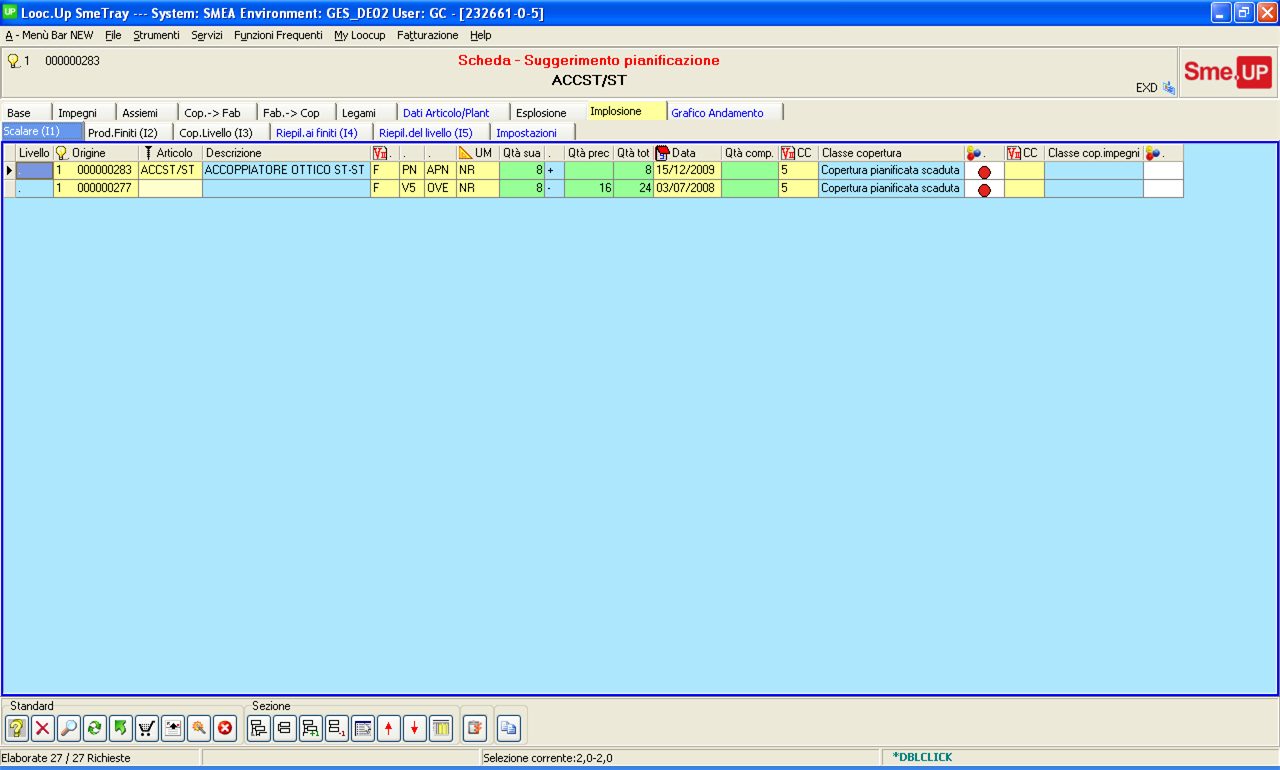 UP Looc.Up SmeTray --- System: SMEA Environment: GES_DE02 User: GC - [232661-0-5]
A - Menù Bar NEW File Strumenti Servizi Funzioni Frequenti My Loocup Fatturazione Help
1 000000283 Scheda - Suggerimento pianificazione
ACCST/ST
EXD Sme.UP
Base Impegni Assiemi Cop.-> Fab Fab.-> Cop Legami Dati Articolo/Plant Esplosione Implosione Grafico Andamento
Scalare (I1) Prod.Finiti (I2) Cop.Livello (I3) Riepil.ai finiti (I4) Riepil.del livello (I5) Impostazioni
Livello Origine Articolo Descrizione . . . UM Qtà sua . Qtà prec Qtà tot Data Qtà comp. CC Classe copertura . CC Classe cop.impegni .
. 1 000000283 ACCST/ST ACCOPPIATORE OTTICO ST-ST F PN APN NR 8 + 8 15/12/2009 5 Copertura pianificata scaduta
. 1 000000277 F V5 OVE NR 8 - 16 24 03/07/2008 5 Copertura pianificata scaduta
Standard Sezione
Elaborate 27 / 27 Richieste Selezione corrente:2,0-2,0 *DBLCLICK